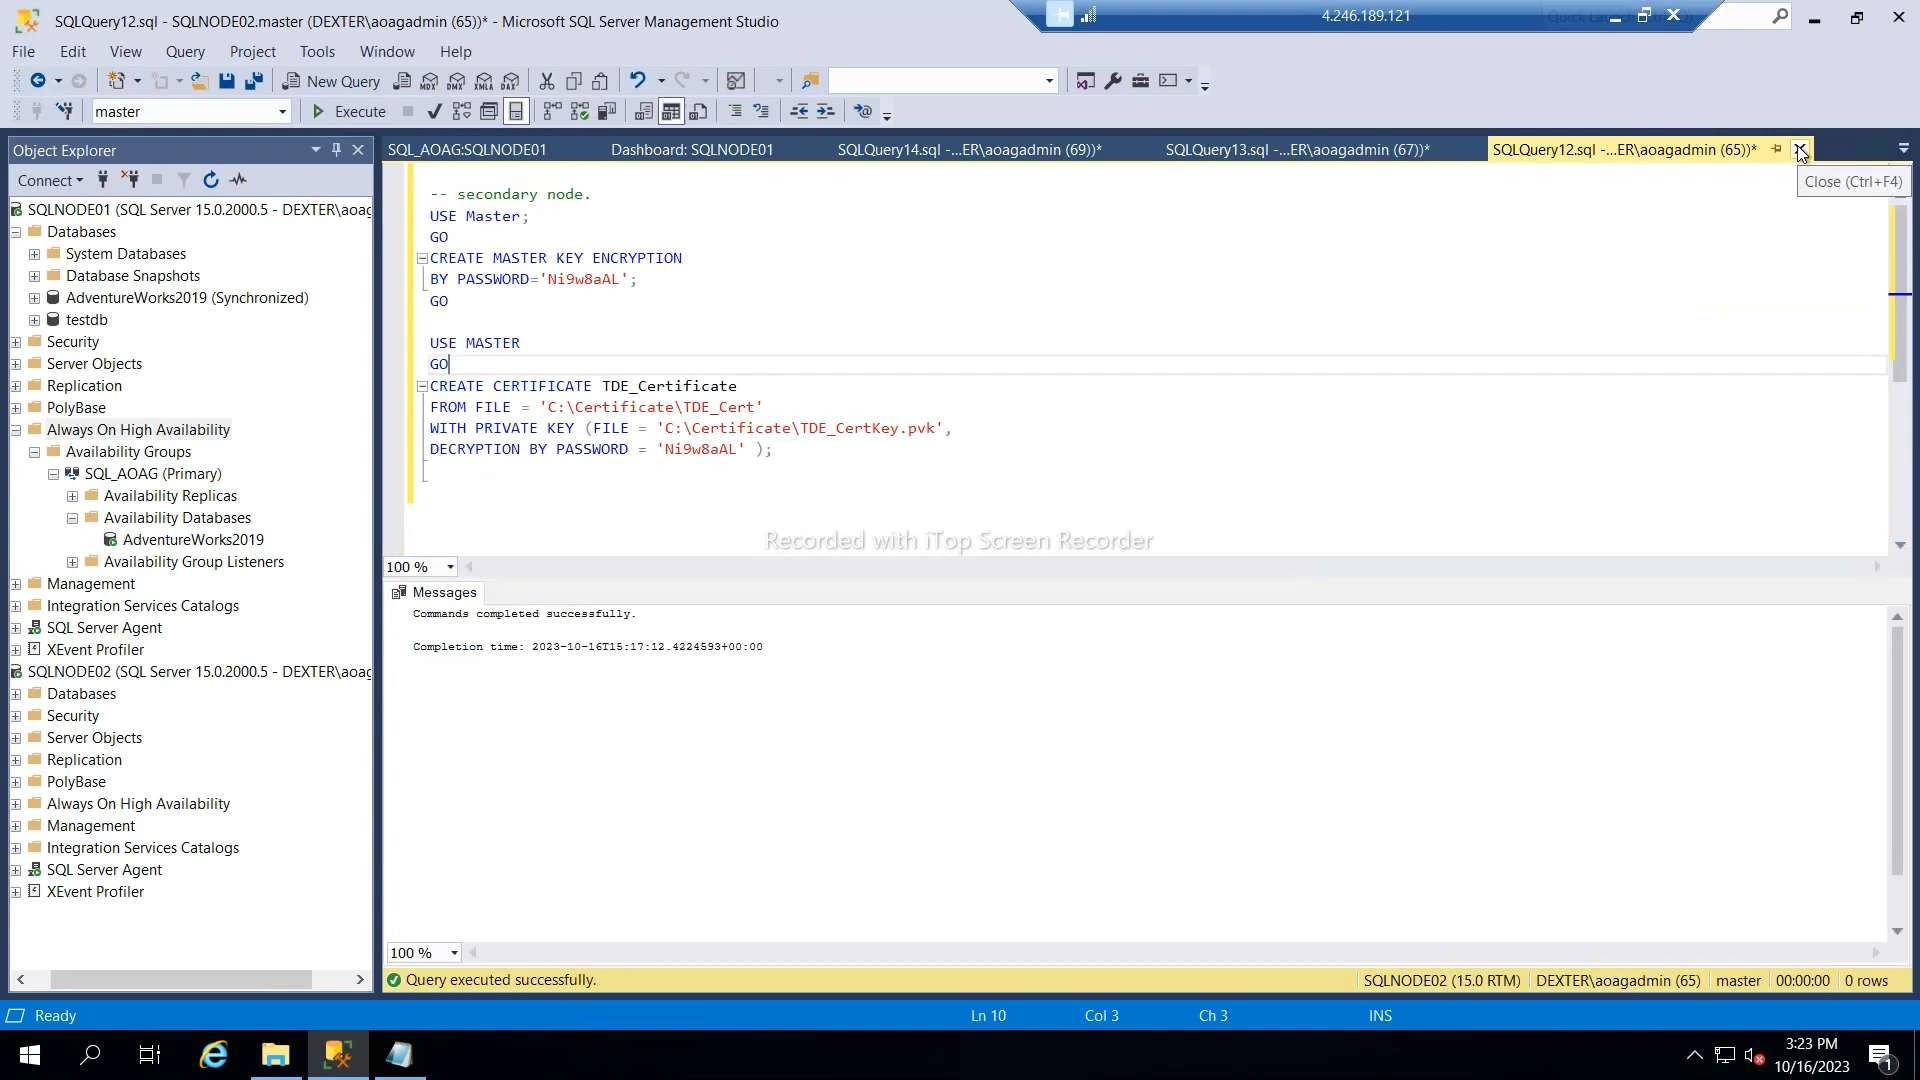 SQLQuery12.sql - SQLNODE02.master (DEXTER\aoagadmin (65))* - Microsoft SQL Server Management Studio
4.246.189.121
File Edit View Query Project Tools Window Help
New Query
MDX DMX XMLA DAX
master
Execute
Object Explorer
SQL_AOAG:SQLNODE01
Dashboard: SQLNODE01
SQLQuery14.sql -...ER\aoagadmin (69))*
SQLQuery13.sql -...ER\aoagadmin (67))*
SQLQuery12.sql -...ER\aoagadmin (65))*
Close (Ctrl+F4)
Connect
SQLNODE01 (SQL Server 15.0.2000.5 - DEXTER\aoag
Databases
System Databases
Database Snapshots
AdventureWorks2019 (Synchronized)
testdb
Security
Server Objects
Replication
PolyBase
Always On High Availability
Availability Groups
SQL_AOAG (Primary)
Availability Replicas
Availability Databases
AdventureWorks2019
Availability Group Listeners
Management
Integration Services Catalogs
SQL Server Agent
XEvent Profiler
SQLNODE02 (SQL Server 15.0.2000.5 - DEXTER\aoag
Databases
Security
Server Objects
Replication
PolyBase
Always On High Availability
Management
Integration Services Catalogs
SQL Server Agent
XEvent Profiler
-- secondary node.
USE Master;
GO
CREATE MASTER KEY ENCRYPTION
BY PASSWORD='Ni9w8aAL';
GO
USE MASTER
GO
CREATE CERTIFICATE TDE_Certificate
FROM FILE = 'C:\Certificate\TDE_Cert'
WITH PRIVATE KEY (FILE = 'C:\Certificate\TDE_CertKey.pvk',
DECRYPTION BY PASSWORD = 'Ni9w8aAL' );
Recorded with iTop Screen Recorder
100 %
Messages
Commands completed successfully.
Completion time: 2023-10-16T15:17:12.4224593+00:00
100 %
Query executed successfully.
SQLNODE02 (15.0 RTM) DEXTER\aoagadmin (65) master 00:00:00 0 rows
Ready
Ln 10 Col 3 Ch 3 INS
3:23 PM
10/16/2023
1